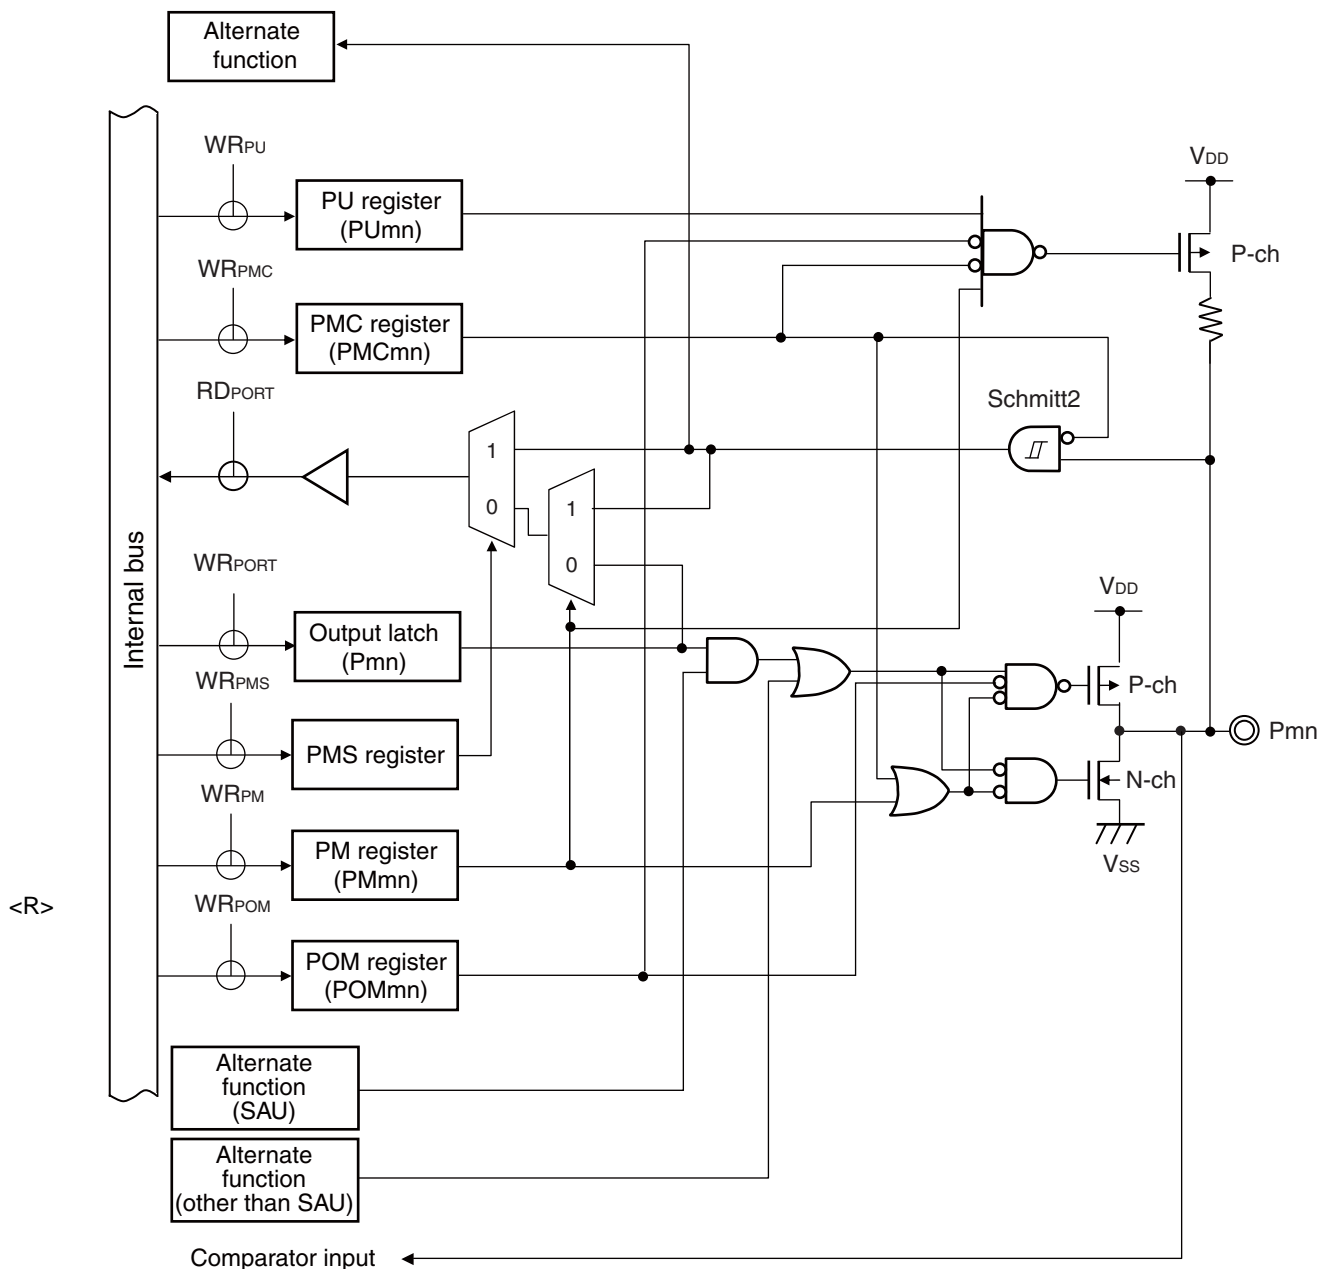 Alternate
function
WRPU
PU register
(PUmn)
VDD
P-ch
WRPMC
PMC register
(PMCmn)
RDPORT
Schmitt2
1
0
1
0
Internal bus
WRPORT
Output latch
(Pmn)
VDD
P-ch
WRPMS
PMS register
Pmn
N-ch
WRPM
PM register
(PMmn)
VSS
<R>
WRPOM
POM register
(POMmn)
Alternate
function
(SAU)
Alternate
function
(other than SAU)
Comparator input